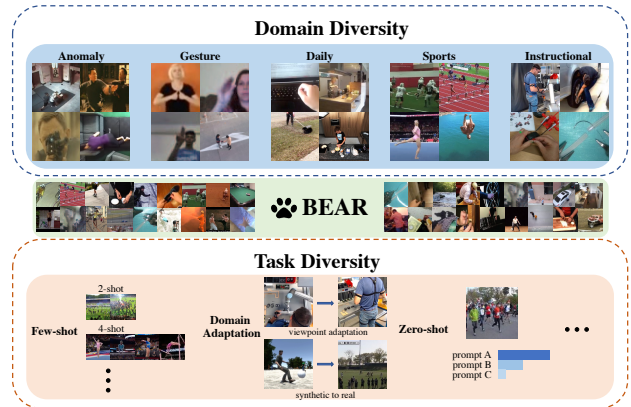 Domain Diversity
Anomaly
Gesture
Daily
Sports
Instructional
BEAR
Task Diversity
Few-shot
2-shot
4-shot
Domain
Adaptation
viewpoint adaptation
synthetic to real
Zero-shot
prompt A
prompt B
prompt C